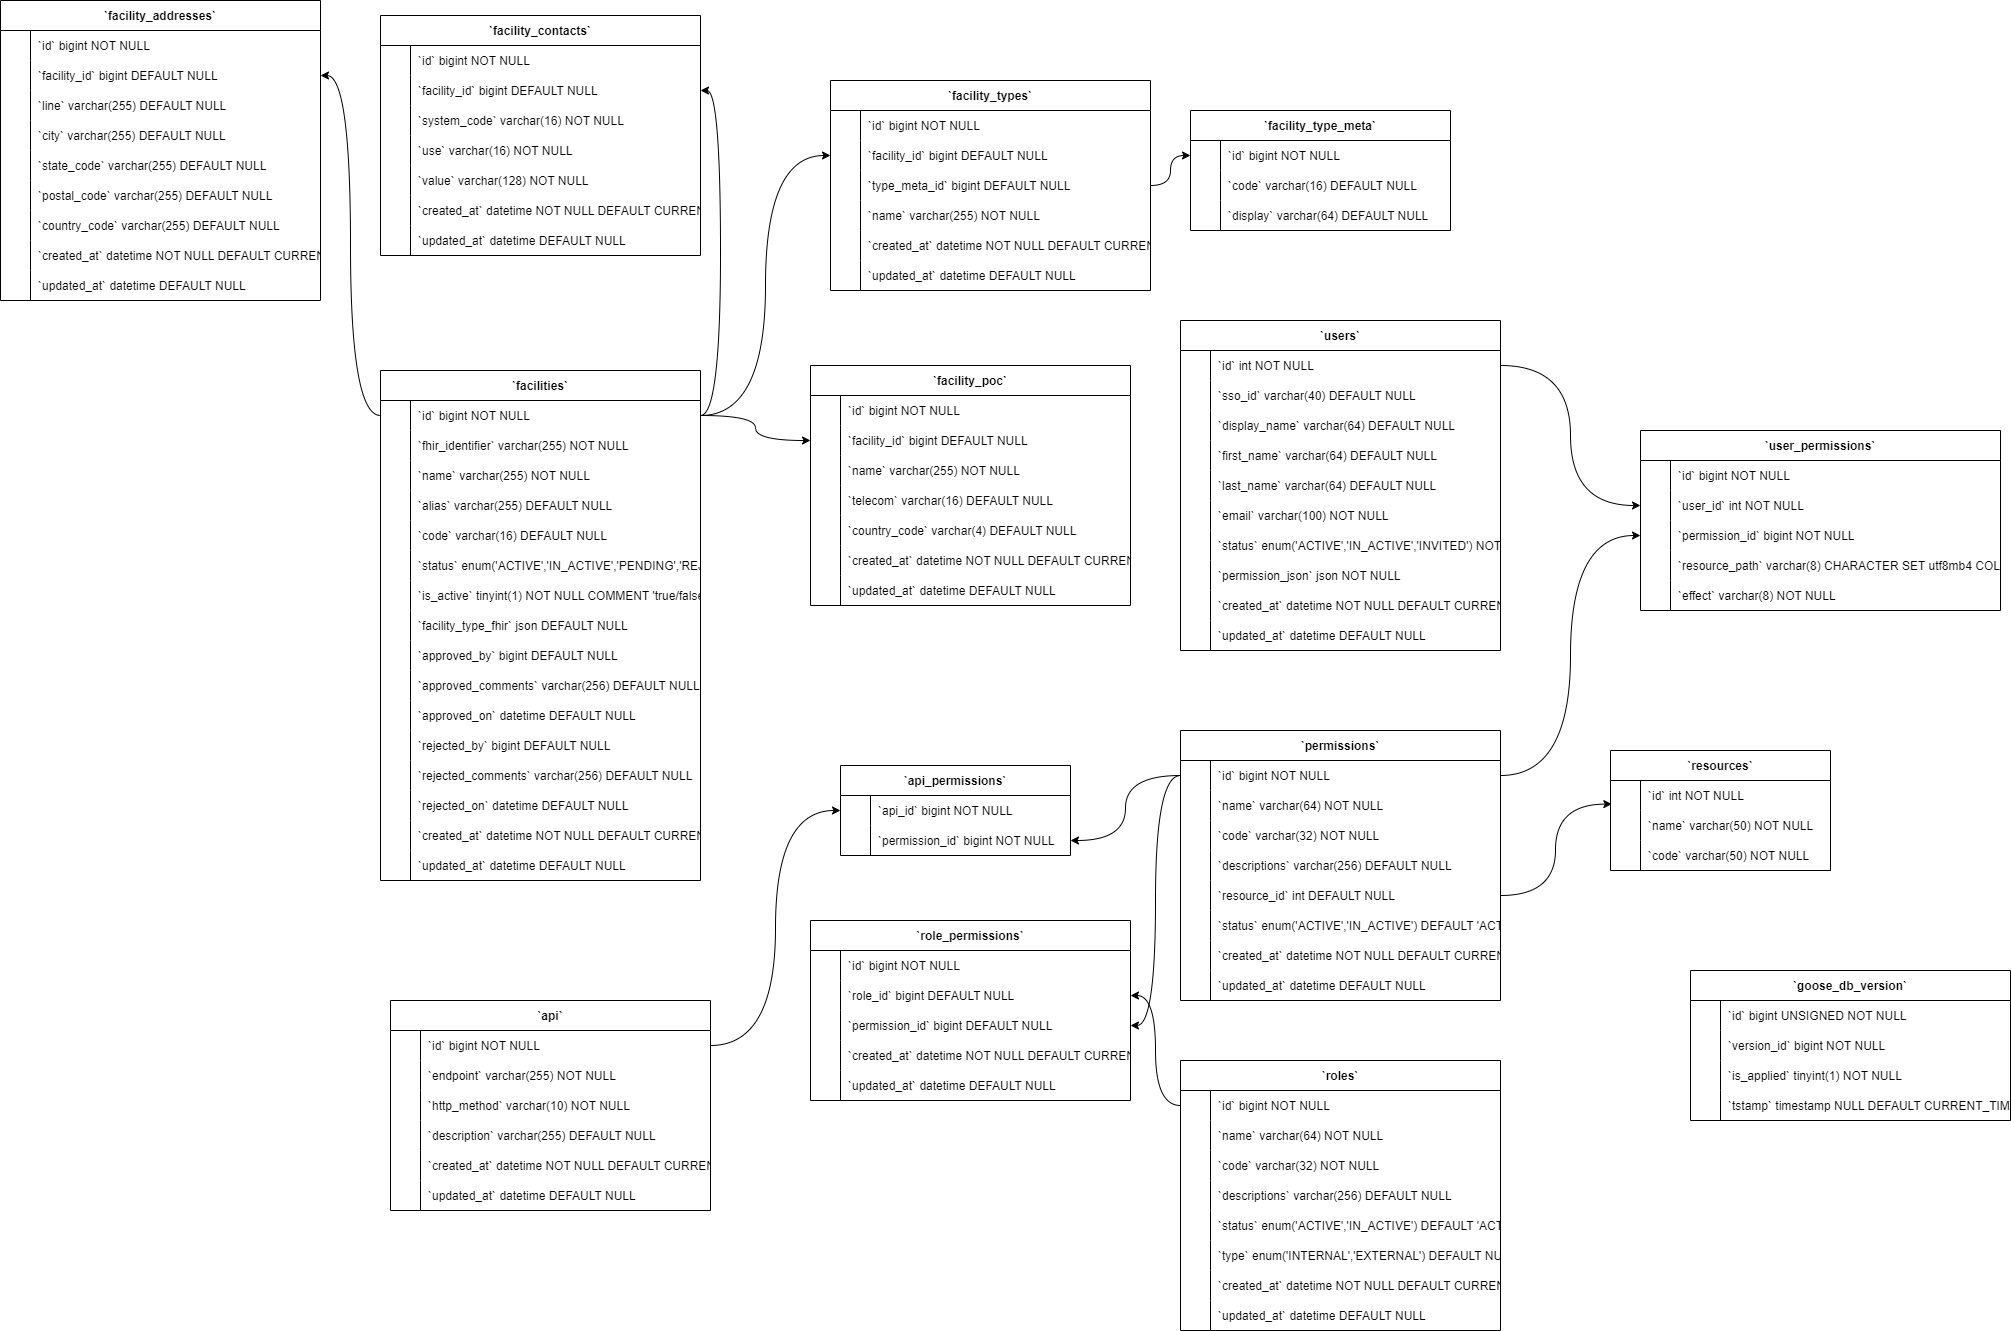 `facility_addresses`
`id` bigint NOT NULL
`facility_id` bigint DEFAULT NULL
`line` varchar(255) DEFAULT NULL
`city` varchar(255) DEFAULT NULL
`state_code` varchar(255) DEFAULT NULL
`postal_code` varchar(255) DEFAULT NULL
`country_code` varchar(255) DEFAULT NULL
`created_at` datetime NOT NULL DEFAULT CURREN
`updated_at` datetime DEFAULT NULL
`facility_contacts`
`id` bigint NOT NULL
`facility_id` bigint DEFAULT NULL
`system_code` varchar(16) NOT NULL
`use` varchar(16) NOT NULL
`value` varchar(128) NOT NULL
`created_at` datetime NOT NULL DEFAULT CURREN
`updated_at` datetime DEFAULT NULL
`facility_types`
`id` bigint NOT NULL
`facility_id` bigint DEFAULT NULL
`type_meta_id` bigint DEFAULT NULL
`name` varchar(255) NOT NULL
`created_at` datetime NOT NULL DEFAULT CURREN
`updated_at` datetime DEFAULT NULL
`facility_type_meta`
`id` bigint NOT NULL
`code` varchar(16) DEFAULT NULL
`display` varchar(64) DEFAULT NULL
`facilities`
`id` bigint NOT NULL
`fhir_identifier` varchar(255) NOT NULL
`name` varchar(255) NOT NULL
`alias` varchar(255) DEFAULT NULL
`code` varchar(16) DEFAULT NULL
`status` enum('ACTIVE','IN_ACTIVE','PENDING','REJ
`is_active` tinyint(1) NOT NULL COMMENT 'true/false
`facility_type_fhir` json DEFAULT NULL
`approved_by` bigint DEFAULT NULL
`approved_comments` varchar(256) DEFAULT NULL
`approved_on` datetime DEFAULT NULL
`rejected_by` bigint DEFAULT NULL
`rejected_comments` varchar(256) DEFAULT NULL
`rejected_on` datetime DEFAULT NULL
`created_at` datetime NOT NULL DEFAULT CURREN
`updated_at` datetime DEFAULT NULL
`facility_poc`
`id` bigint NOT NULL
`facility_id` bigint DEFAULT NULL
`name` varchar(255) NOT NULL
`telecom` varchar(16) DEFAULT NULL
`country_code` varchar(4) DEFAULT NULL
`created_at` datetime NOT NULL DEFAULT CURREN
`updated_at` datetime DEFAULT NULL
`users`
`id` int NOT NULL
`sso_id` varchar(40) DEFAULT NULL
`display_name` varchar(64) DEFAULT NULL
`first_name` varchar(64) DEFAULT NULL
`last_name` varchar(64) DEFAULT NULL
`email` varchar(100) NOT NULL
`status` enum('ACTIVE','IN_ACTIVE','INVITED') NOT
`permission_json` json NOT NULL
`created_at` datetime NOT NULL DEFAULT CURREN
`updated_at` datetime DEFAULT NULL
`user_permissions`
`id` bigint NOT NULL
`user_id` int NOT NULL
`permission_id` bigint NOT NULL
`resource_path` varchar(8) CHARACTER SET utf8mb4 COL
`effect` varchar(8) NOT NULL
`api_permissions`
`api_id` bigint NOT NULL
`permission_id` bigint NOT NULL
`permissions`
`id` bigint NOT NULL
`name` varchar(64) NOT NULL
`code` varchar(32) NOT NULL
`descriptions` varchar(256) DEFAULT NULL
`resource_id` int DEFAULT NULL
`status` enum('ACTIVE','IN_ACTIVE') DEFAULT 'ACT
`created_at` datetime NOT NULL DEFAULT CURREN
`updated_at` datetime DEFAULT NULL
`resources`
`id` int NOT NULL
`name` varchar(50) NOT NULL
`code` varchar(50) NOT NULL
`role_permissions`
`id` bigint NOT NULL
`role_id` bigint DEFAULT NULL
`permission_id` bigint DEFAULT NULL
`created_at` datetime NOT NULL DEFAULT CURREN
`updated_at` datetime DEFAULT NULL
`api`
`id` bigint NOT NULL
`endpoint` varchar(255) NOT NULL
`http_method` varchar(10) NOT NULL
`description` varchar(255) DEFAULT NULL
`created_at` datetime NOT NULL DEFAULT CURREN
`updated_at` datetime DEFAULT NULL
`roles`
`id` bigint NOT NULL
`name` varchar(64) NOT NULL
`code` varchar(32) NOT NULL
`descriptions` varchar(256) DEFAULT NULL
`status` enum('ACTIVE','IN_ACTIVE') DEFAULT 'ACT
`type` enum('INTERNAL','EXTERNAL') DEFAULT NU
`created_at` datetime NOT NULL DEFAULT CURREN
`updated_at` datetime DEFAULT NULL
`goose_db_version`
`id` bigint UNSIGNED NOT NULL
`version_id` bigint NOT NULL
`is_applied` tinyint(1) NOT NULL
`tstamp` timestamp NULL DEFAULT CURRENT_TIM